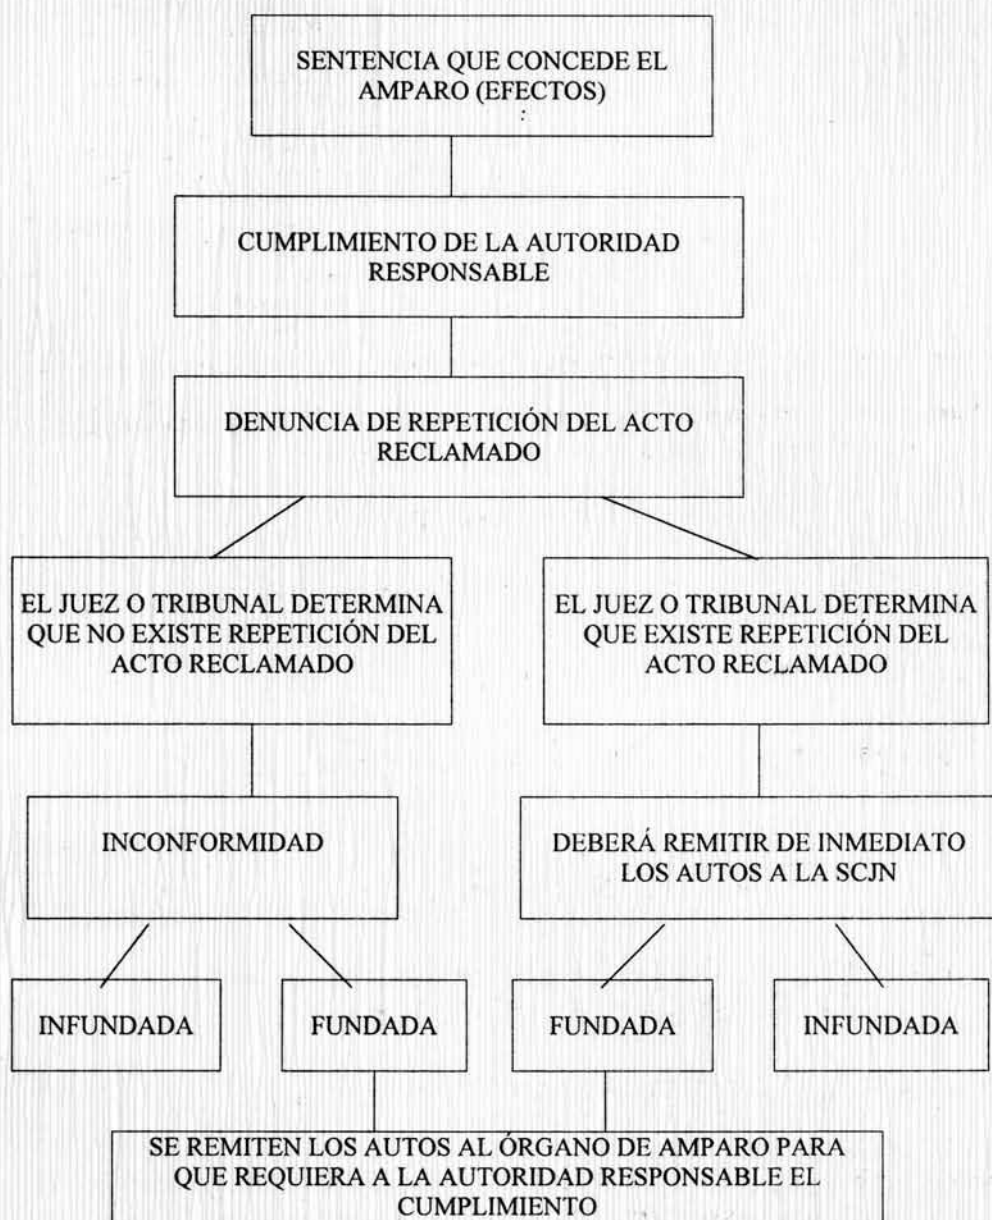 SENTENCIA QUE CONCEDE EL
AMPARO (EFECTOS)
:
CUMPLIMIENTO DE LA AUTORIDAD
RESPONSABLE
DENUNCIA DE REPETICIÓN DEL ACTO
RECLAMADO
EL JUEZ O TRIBUNAL DETERMINA
QUE NO EXISTE REPETICIÓN DEL
ACTO RECLAMADO
EL JUEZ O TRIBUNAL DETERMINA
QUE EXISTE REPETICIÓN DEL
ACTO RECLAMADO
INCONFORMIDAD
DEBERÁ REMITIR DE INMEDIATO
LOS AUTOS A LA SCJN
INFUNDADA
FUNDADA
FUNDADA
INFUNDADA
SE REMITEN LOS AUTOS AL ÓRGANO DE AMPARO PARA
QUE REQUIERA A LA AUTORIDAD RESPONSABLE EL
CUMPLIMIENTO